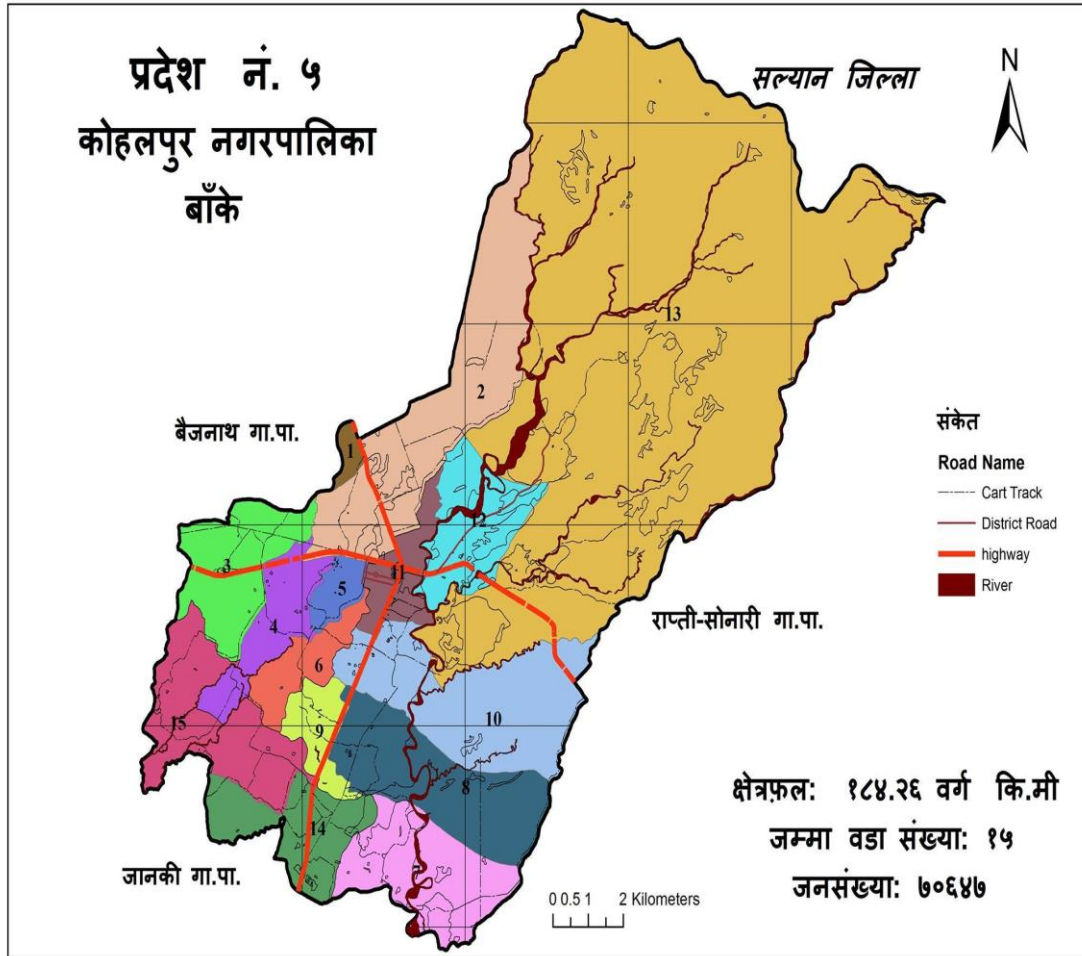 प्रदेश नं. ५
कोहलपुर नगरपालिका
बाँके
सल्यान जिल्ला
N
13
2
बैजनाथ गा.पा.
1
संकेत
Road Name
Cart Track
District Road
highway
River
12
3
11
5
4
राप्ती-सोनारी गा.पा.
6
15
9
10
8
14
क्षेत्रफ़ल: १८४.२६ वर्ग कि.मी
जम्मा वडा संख्या: १५
जनसंख्या: ७०६४७
जानकी गा.पा.
0 0.5 1 2 Kilometers